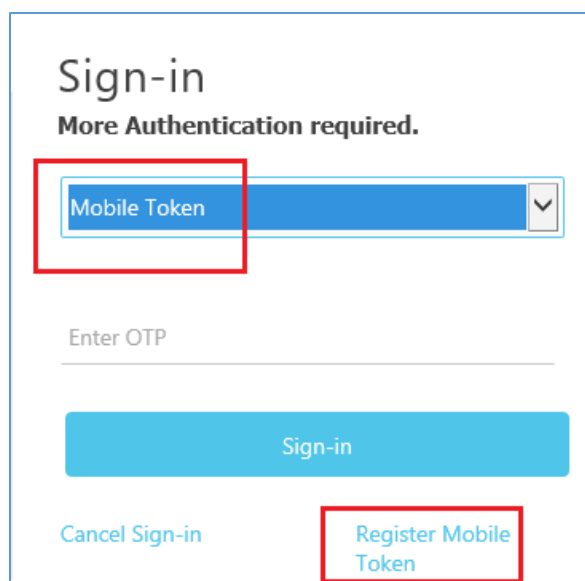 Sign-in
More Authentication required.
Mobile Token
Enter OTP
Sign-in
Cancel Sign-in
Register Mobile
Token